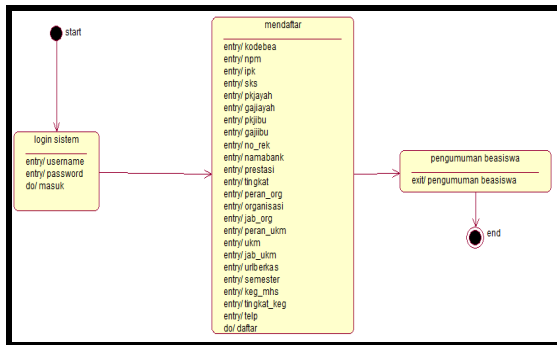 start
login sistem
entry/ username
entry/ password
do/ masuk
mendaftar
entry/ kodebea
entry/ npm
entry/ ipk
entry/ sks
entry/ pkjayah
entry/ gajiayah
entry/ pkjibu
entry/ gajiibu
entry/ no_rek
entry/ namabank
entry/ prestasi
entry/ tingkat
entry/ peran_org
entry/ organisasi
entry/ jab_org
entry/ peran_ukm
entry/ ukm
entry/ jab_ukm
entry/ urlberkas
entry/ semester
entry/ keg_mhs
entry/ tingkat_keg
entry/ telp
do/ daftar
pengumuman beasiswa
exit/ pengumuman beasiswa
end